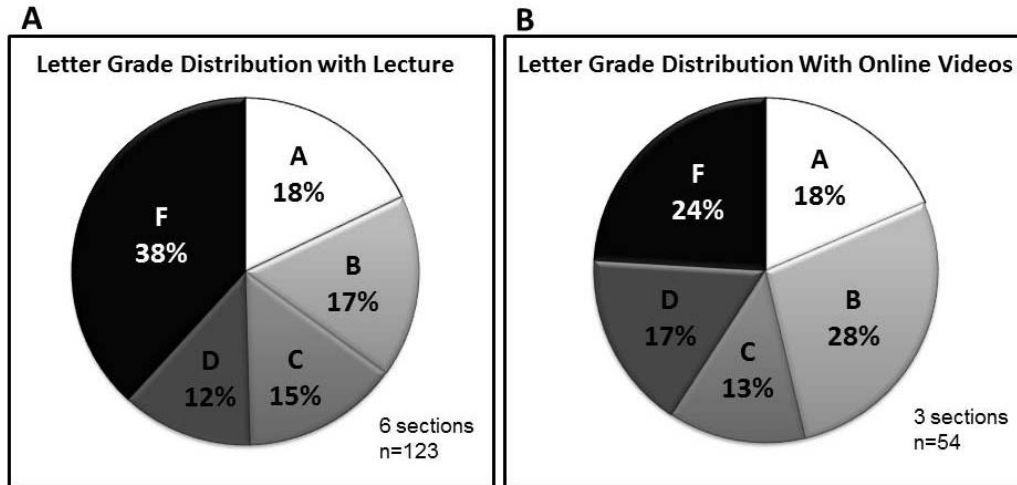 A
Letter Grade Distribution with Lecture
A
18%
B
17%
C
15%
D
12%
F
38%
6 sections
n=123
B
Letter Grade Distribution With Online Videos
A
18%
B
28%
C
13%
D
17%
F
24%
3 sections
n=54